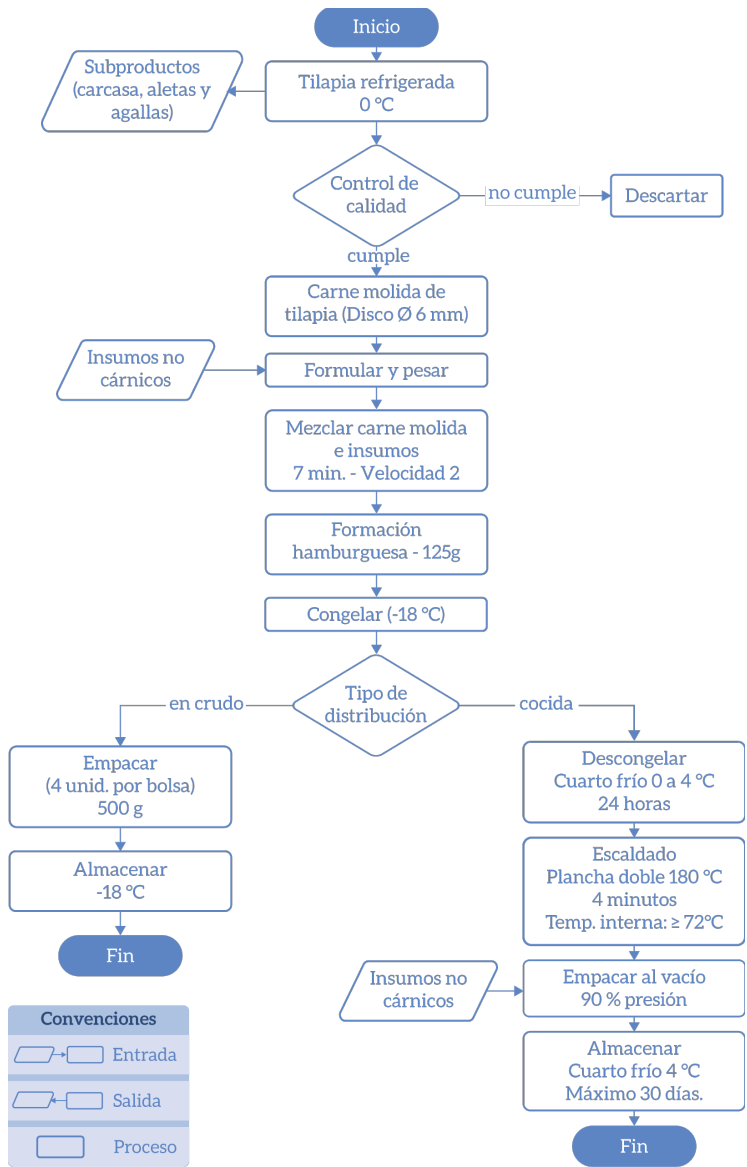 Inicio
Subproductos
(carcasa, aletas y
agallas)
Tilapia refrigerada
0 °C
Control de
calidad
no cumple
Descartar
cumple
Carne molida de
tilapia (Disco Ø 6 mm)
Insumos no
cárnicos
Formular y pesar
Mezclar carne molida
e insumos
7 min. - Velocidad 2
Formación
hamburguesa - 125g
Congelar (-18 °C)
Tipo de
distribución
en crudo
cocida
Empacar
(4 unid. por bolsa)
500 g
Almacenar
-18 °C
Fin
Descongelar
Cuarto frío 0 a 4 °C
24 horas
Escaldado
Plancha doble 180 °C
4 minutos
Temp. interna: ≥ 72°C
Insumos no
cárnicos
Empacar al vacío
90 % presión
Almacenar
Cuarto frío 4 °C
Máximo 30 días.
Fin
Convenciones
Entrada
Salida
Proceso